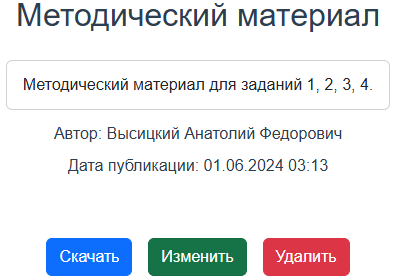 Методический материал
Методический материал для заданий 1, 2, 3, 4.
Автор: Высицкий Анатолий Федорович
Дата публикации: 01.06.2024 03:13
Скачать Изменить Удалить